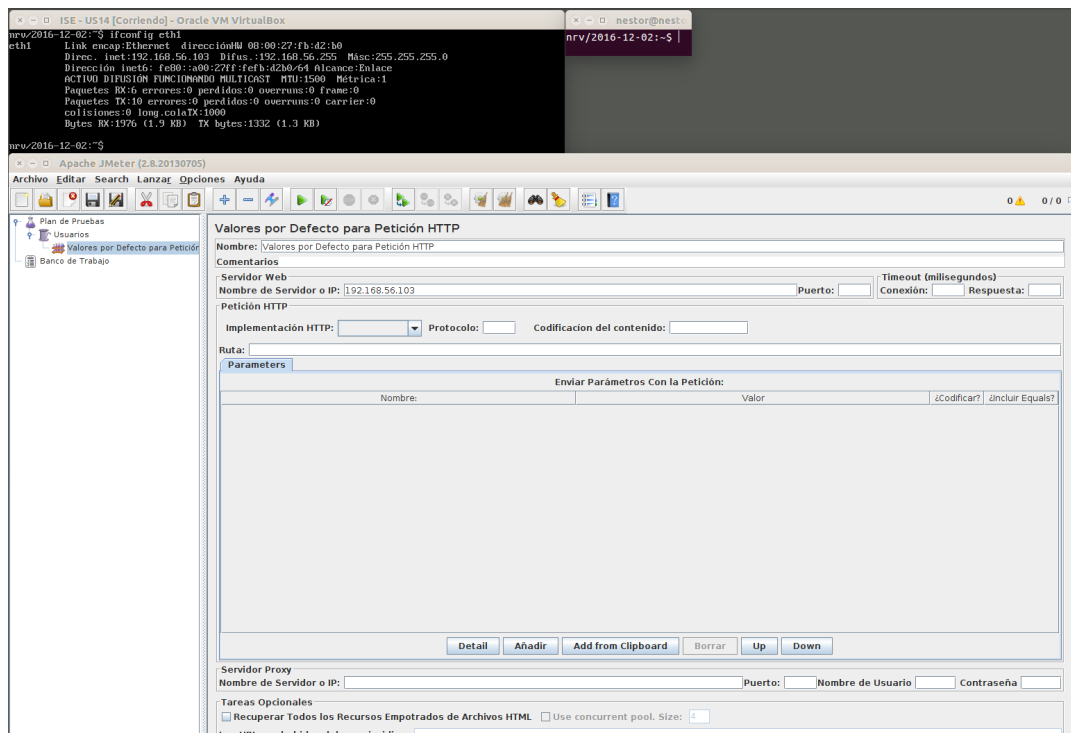 ISE - US14 [Corriendo] - Oracle VM VirtualBox
nrv/2016-12-02:~$ ifconfig eth1
eth1 Link encap:Ethernet direcciónHW 08:00:27:fb:d2:b0
Direc. inet:192.168.56.103 Difus.:192.168.56.255 Másc:255.255.255.0
Dirección inet6: fe80::a00:27ff:fefb:d2b0/64 Alcance:Enlace
ACTIVO DIFUSIÓN FUNCIONANDO MULTICAST MTU:1500 Métrica:1
Paquetes RX:6 errores:0 perdidos:0 overruns:0 frame:0
Paquetes TX:10 errores:0 perdidos:0 overruns:0 carrier:0
colisiones:0 long.colaTX:1000
Bytes RX:1976 (1.9 KB) TX bytes:1332 (1.3 KB)
nrv/2016-12-02:~$
nestor@nesto
nrv/2016-12-02:~$
Apache JMeter (2.8.20130705)
Archivo Editar Search Lanzar Opciones Ayuda
0 0 / 0
Plan de Pruebas
Usuarios
Valores por Defecto para Petición
Banco de Trabajo
Valores por Defecto para Petición HTTP
Nombre: Valores por Defecto para Petición HTTP
Comentarios
Servidor Web Timeout (milisegundos)
Nombre de Servidor o IP: 192.168.56.103 Puerto: Conexión: Respuesta:
Petición HTTP
Implementación HTTP: Protocolo: Codificacion del contenido:
Ruta:
Parameters
Enviar Parámetros Con la Petición:
Nombre: Valor ¿Codificar? ¿Incluir Equals?
Detail Añadir Add from Clipboard Borrar Up Down
Servidor Proxy
Nombre de Servidor o IP: Puerto: Nombre de Usuario Contraseña
Tareas Opcionales
Recuperar Todos los Recursos Empotrados de Archivos HTML Use concurrent pool. Size: 4